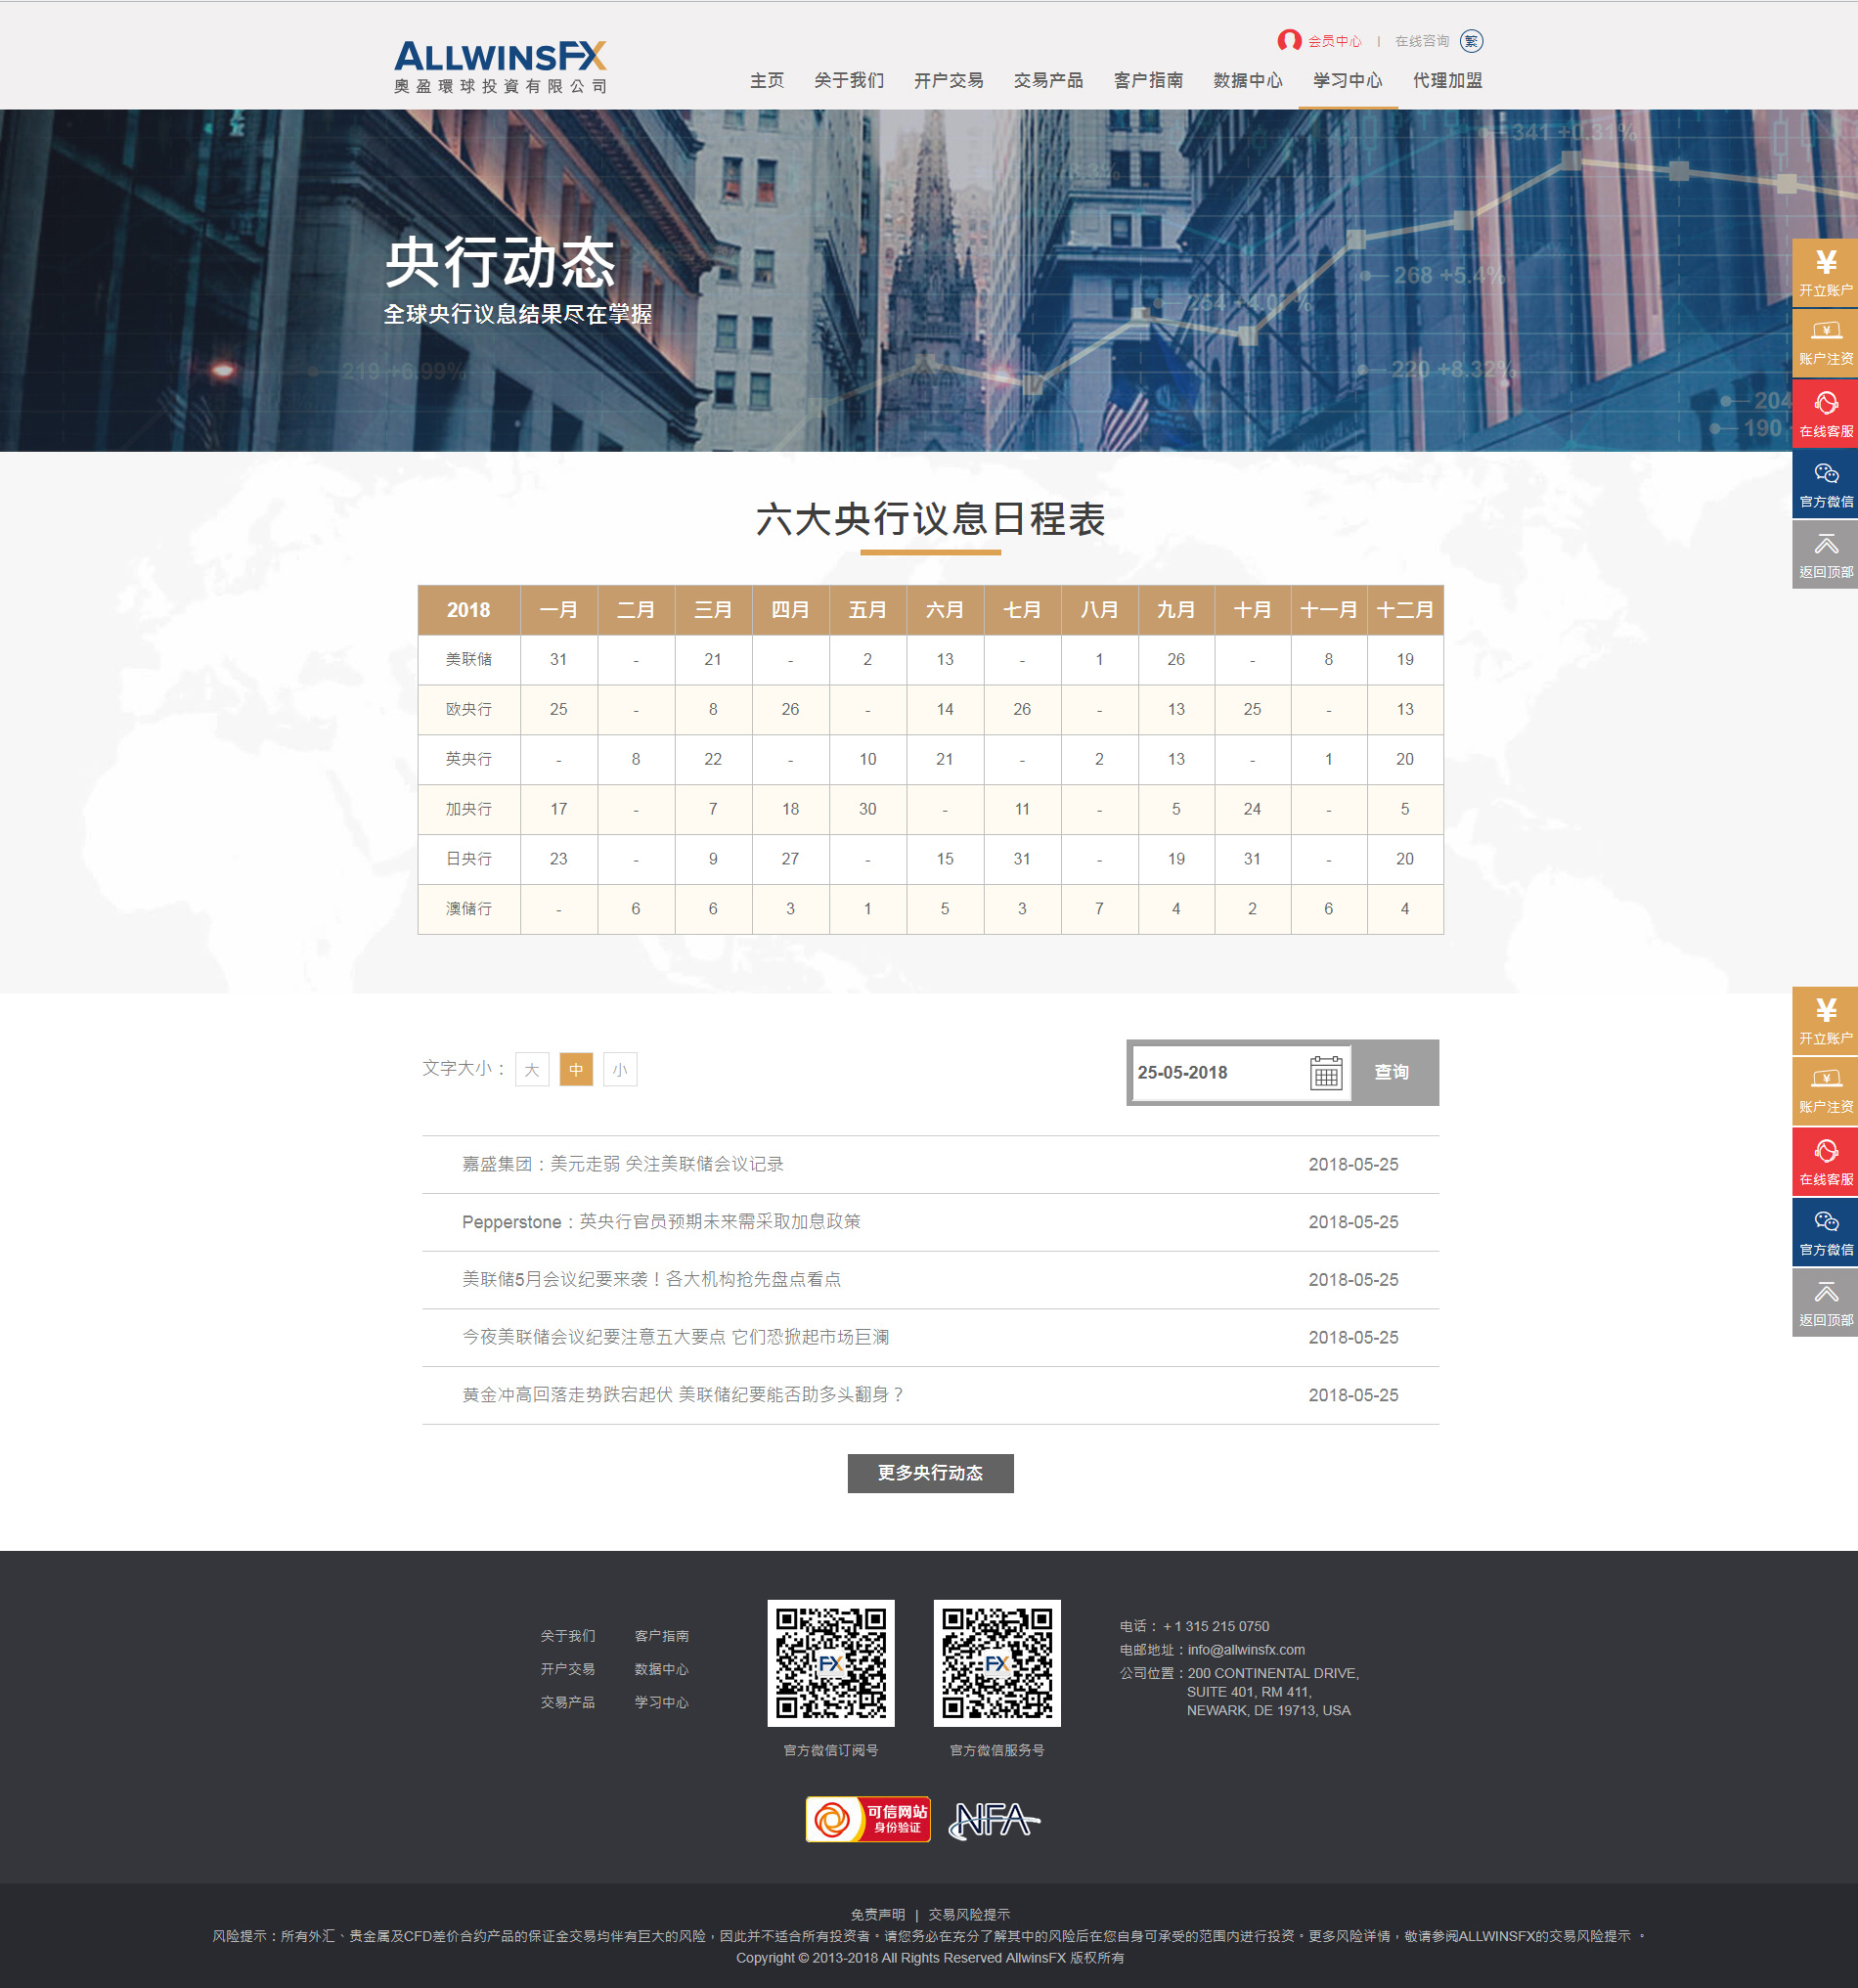 ALLWINSFX
奧盈環球投資有限公司
会员中心 | 在线咨询 繁
主页 关于我们 开户交易 交易产品 客户指南 数据中心 学习中心 代理加盟
央行动态
全球央行议息结果尽在掌握
341 +0.81%
268 +5.4%
220 +8.32%
219 +6.99%
204
190
¥
开立账户
账户注资
在线客服
官方微信
返回顶部
六大央行议息日程表
2018 一月 二月 三月 四月 五月 六月 七月 八月 九月 十月 十一月 十二月
美联储 31 - 21 - 2 13 - 1 26 - 8 19
欧央行 25 - 8 26 - 14 26 - 13 25 - 13
英央行 - 8 22 - 10 21 - 2 13 - 1 20
加央行 17 - 7 18 30 - 11 - 5 24 - 5
日央行 23 - 9 27 - 15 31 - 19 31 - 20
澳储行 - 6 6 3 1 5 3 7 4 2 6 4
¥
开立账户
账户注资
在线客服
官方微信
返回顶部
文字大小： 大 中 小
25-05-2018 查询
嘉盛集团：美元走弱 关注美联储会议记录 2018-05-25
Pepperstone：英央行官员预期未来需采取加息政策 2018-05-25
美联储5月会议纪要来袭！各大机构抢先盘点看点 2018-05-25
今夜美联储会议纪要注意五大要点 它们恐掀起市场巨澜 2018-05-25
黄金冲高回落走势跌宕起伏 美联储纪要能否助多头翻身？ 2018-05-25
更多央行动态
关于我们 客户指南
开户交易 数据中心
交易产品 学习中心
FX
FX
官方微信订阅号
官方微信服务号
电话：+1 315 215 0750
电邮地址：info@allwinsfx.com
公司位置：200 CONTINENTAL DRIVE,
SUITE 401, RM 411,
NEWARK, DE 19713, USA
可信网站
身份验证
NFA
免责声明 | 交易风险提示
风险提示：所有外汇、贵金属及CFD差价合约产品的保证金交易均伴有巨大的风险，因此并不适合所有投资者。请您务必在充分了解其中的风险后在您自身可承受的范围内进行投资。更多风险详情，敬请参阅ALLWINSFX的交易风险提示 。
Copyright © 2013-2018 All Rights Reserved AllwinsFX 版权所有